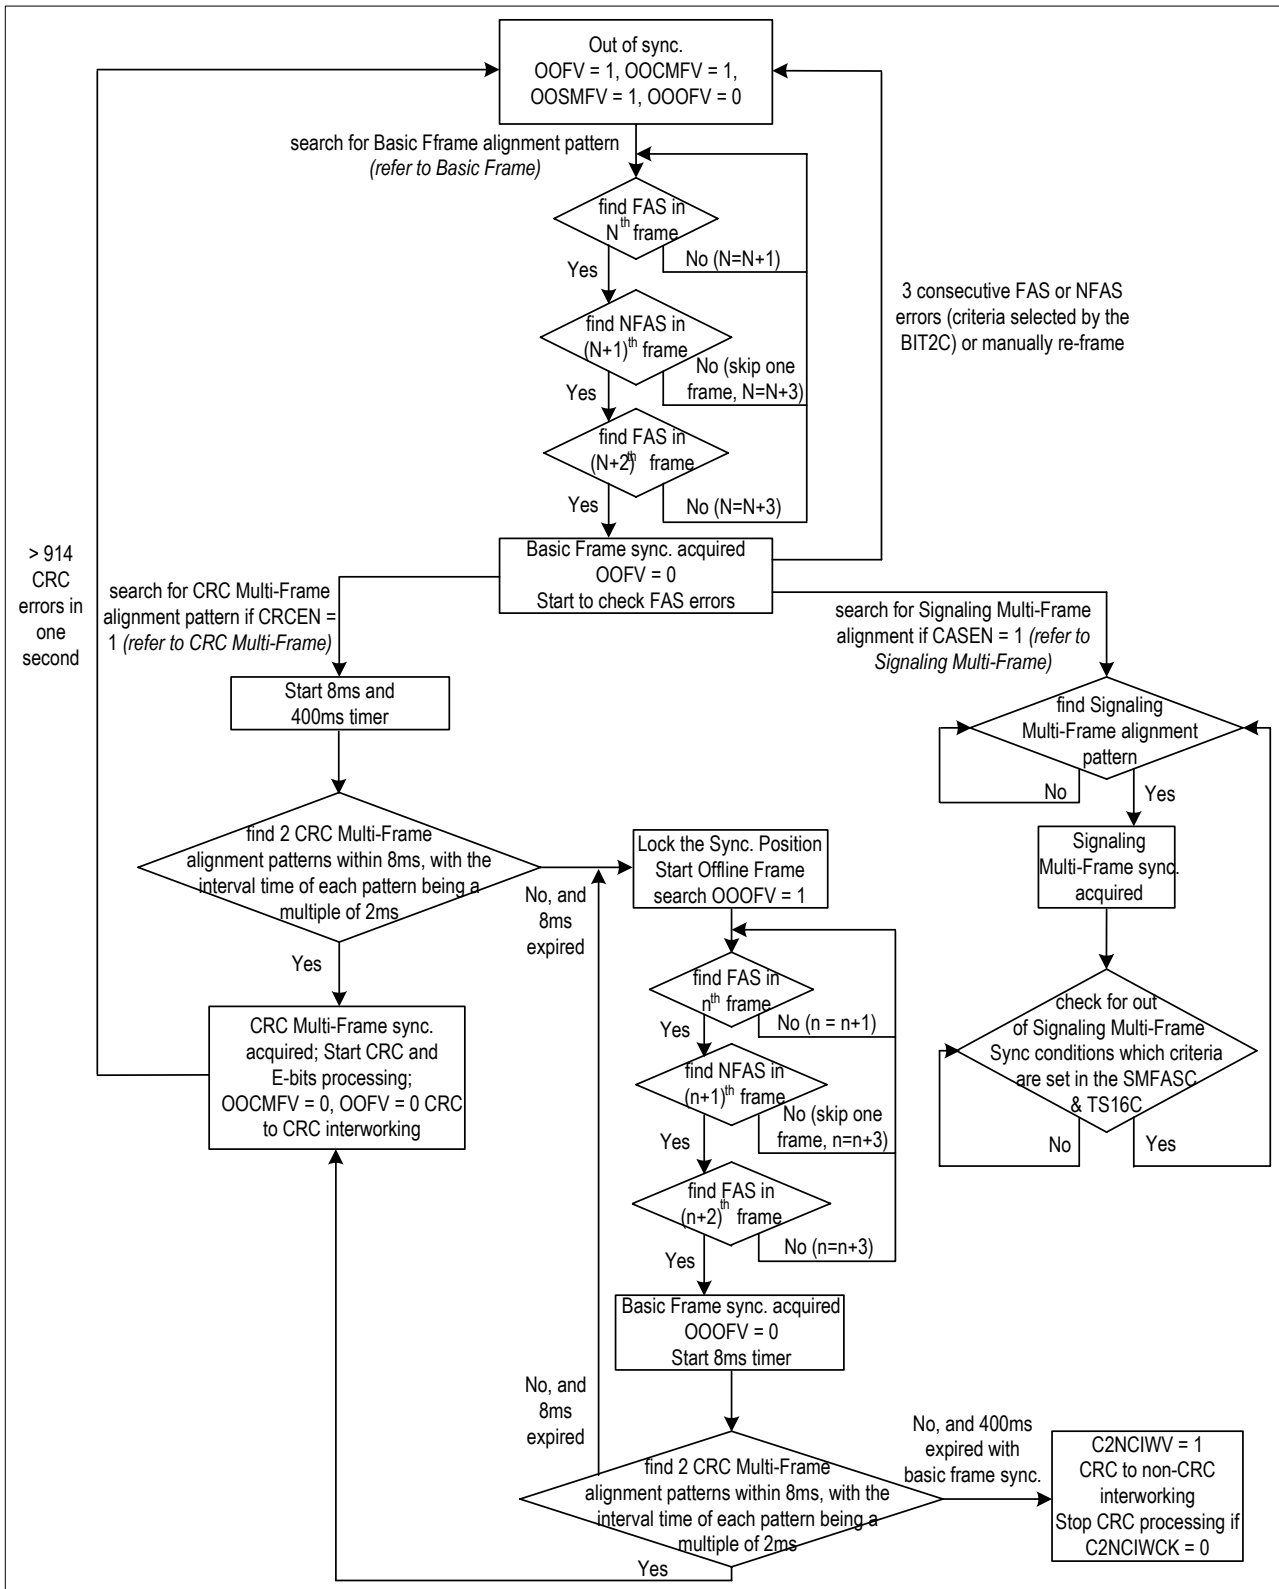 Out of sync.
OOFV = 1, OOCMFV = 1,
OOSMFV = 1, OOOFV = 0
search for Basic Fframe alignment pattern
(refer to Basic Frame)
find FAS in
Nth frame
No (N=N+1)
Yes
find NFAS in
(N+1)th frame
No (skip one
frame, N=N+3)
Yes
find FAS in
(N+2)th frame
No (N=N+3)
Yes
3 consecutive FAS or NFAS
errors (criteria selected by the
BIT2C) or manually re-frame
Basic Frame sync. acquired
OOFV = 0
Start to check FAS errors
> 914
CRC
errors in
one
second
search for CRC Multi-Frame
alignment pattern if CRCEN =
1 (refer to CRC Multi-Frame)
search for Signaling Multi-Frame
alignment if CASEN = 1 (refer to
Signaling Multi-Frame)
Start 8ms and
400ms timer
find Signaling
Multi-Frame alignment
pattern
No
Yes
find 2 CRC Multi-Frame
alignment patterns within 8ms, with the
interval time of each pattern being a
multiple of 2ms
No, and
8ms
expired
Yes
Lock the Sync. Position
Start Offline Frame
search OOOFV = 1
Signaling
Multi-Frame sync.
acquired
find FAS in
nth frame
No (n = n+1)
Yes
check for out
of Signaling Multi-Frame
Sync conditions which criteria
are set in the SMFASC
& TS16C
No
Yes
CRC Multi-Frame sync.
acquired; Start CRC and
E-bits processing;
OOCMFV = 0, OOFV = 0 CRC
to CRC interworking
find NFAS in
(n+1)th frame
No (skip one
frame, n=n+3)
Yes
find FAS in
(n+2)th frame
No (n=n+3)
Yes
Basic Frame sync. acquired
OOOFV = 0
Start 8ms timer
No, and
8ms
expired
find 2 CRC Multi-Frame
alignment patterns within 8ms, with the
interval time of each pattern being a
multiple of 2ms
Yes
No, and 400ms
expired with
basic frame sync.
C2NCIWV = 1
CRC to non-CRC
interworking
Stop CRC processing if
C2NCIWCK = 0